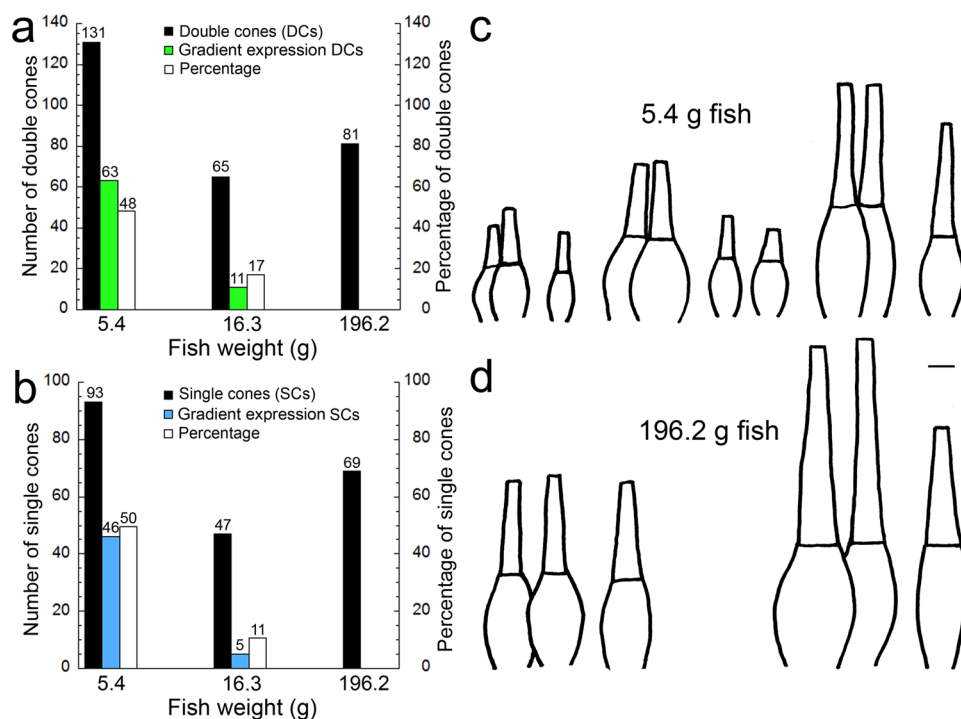 a
Number of double cones
140
120
100
80
60
40
20
0
131
63
48
65
11
17
81
Double cones (DCs)
Gradient expression DCs
Percentage
140
120
100
80
60
40
20
0
Percentage of double cones
5.4 16.3 196.2
Fish weight (g)
b
Number of single cones
100
80
60
40
20
0
93
46
50
47
5
11
69
Single cones (SCs)
Gradient expression SCs
Percentage
100
80
60
40
20
0
Percentage of single cones
5.4 16.3 196.2
Fish weight (g)
c
5.4 g fish
d
196.2 g fish